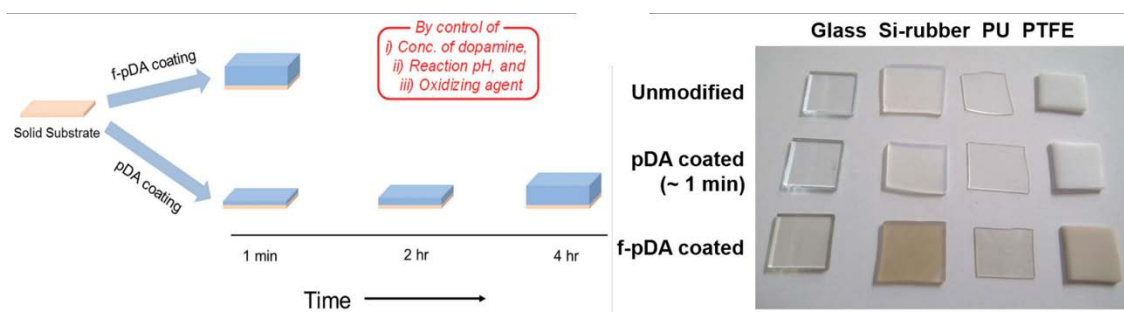 By control of
i) Conc. of dopamine,
ii) Reaction pH, and
iii) Oxidizing agent
f-pDA coating
Solid Substrate
pDA coating
1 min
2 hr
4 hr
Time
Glass Si-rubber PU PTFE
Unmodified
pDA coated
(~ 1 min)
f-pDA coated